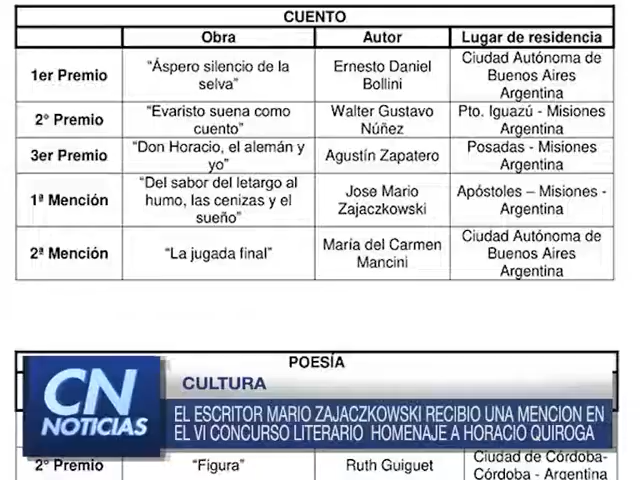 CUENTO
Obra Autor Lugar de residencia
1er Premio “Áspero silencio de la selva” Ernesto Daniel Bollini Ciudad Autónoma de Buenos Aires Argentina
2° Premio “Evaristo suena como cuento” Walter Gustavo Núñez Pto. Iguazú - Misiones Argentina
3er Premio “Don Horacio, el alemán y yo” Agustín Zapatero Posadas - Misiones Argentina
1ª Mención “Del sabor del letargo al humo, las cenizas y el sueño” Jose Mario Zajaczkowski Apóstoles – Misiones - Argentina
2ª Mención “La jugada final” María del Carmen Mancini Ciudad Autónoma de Buenos Aires Argentina
POESÍA
CN
NOTICIAS
CULTURA
EL ESCRITOR MARIO ZAJACZKOWSKI RECIBIO UNA MENCION EN
EL VI CONCURSO LITERARIO HOMENAJE A HORACIO QUIROGA
2° Premio “Figura” Ruth Guiguet Ciudad de Córdoba- Córdoba - Argentina